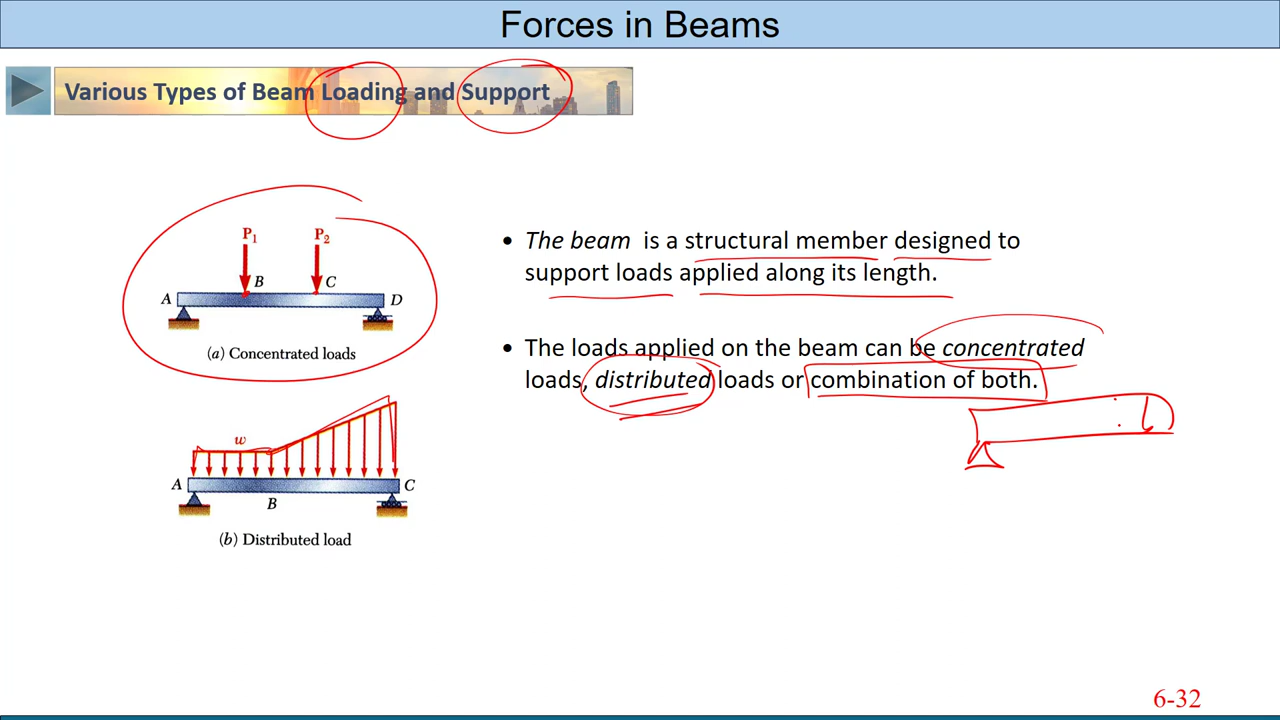 Forces in Beams
Various Types of Beam Loading and Support
P1 P2
B C
A D
(a) Concentrated loads
w
A C
B
(b) Distributed load
• The beam is a structural member designed to
support loads applied along its length.
• The loads applied on the beam can be concentrated
loads, distributed loads or combination of both.
6-32